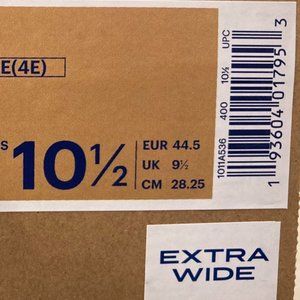 E(4E)
S 10½
EUR 44.5
UK 9½
CM 28.25
1011A536 400 10½ UPC
1 93604 01795 3
EXTRA
WIDE